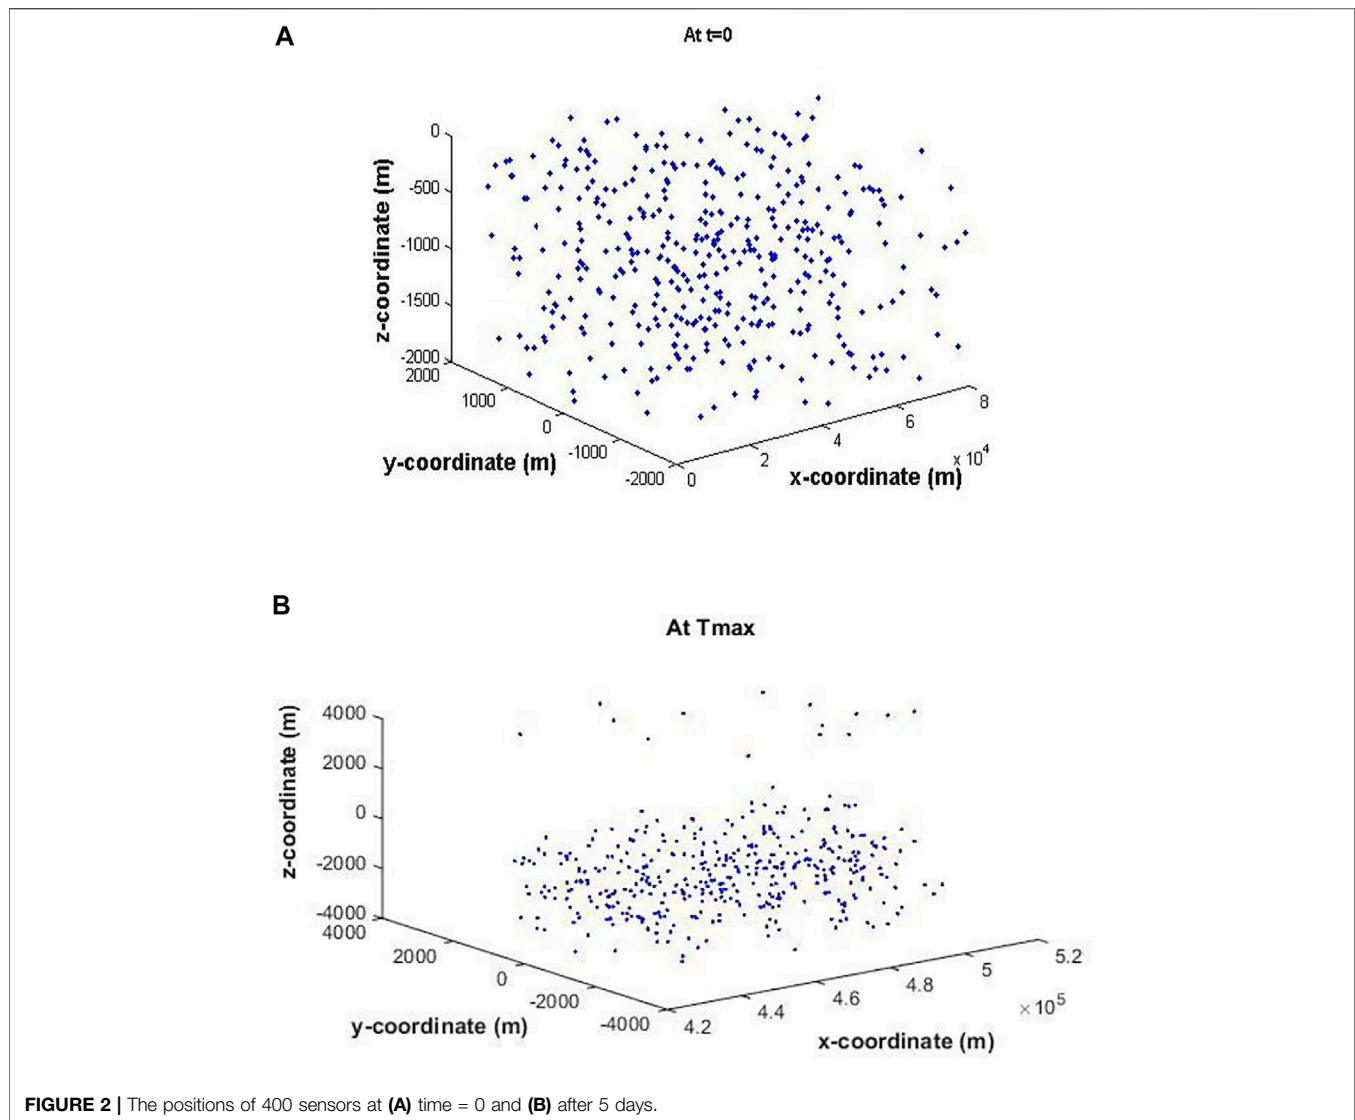 A
At t=0
0
-500
-1000
-1500
-2000
z-coordinate (m)
2000
1000
0
-1000
-2000
y-coordinate (m)
0
2
4
6
8
x 10^4
x-coordinate (m)
B
At Tmax
4000
2000
0
-2000
-4000
z-coordinate (m)
4000
2000
0
-2000
-4000
y-coordinate (m)
4.2
4.4
4.6
4.8
5
5.2
×10^5
x-coordinate (m)
FIGURE 2 | The positions of 400 sensors at (A) time = 0 and (B) after 5 days.